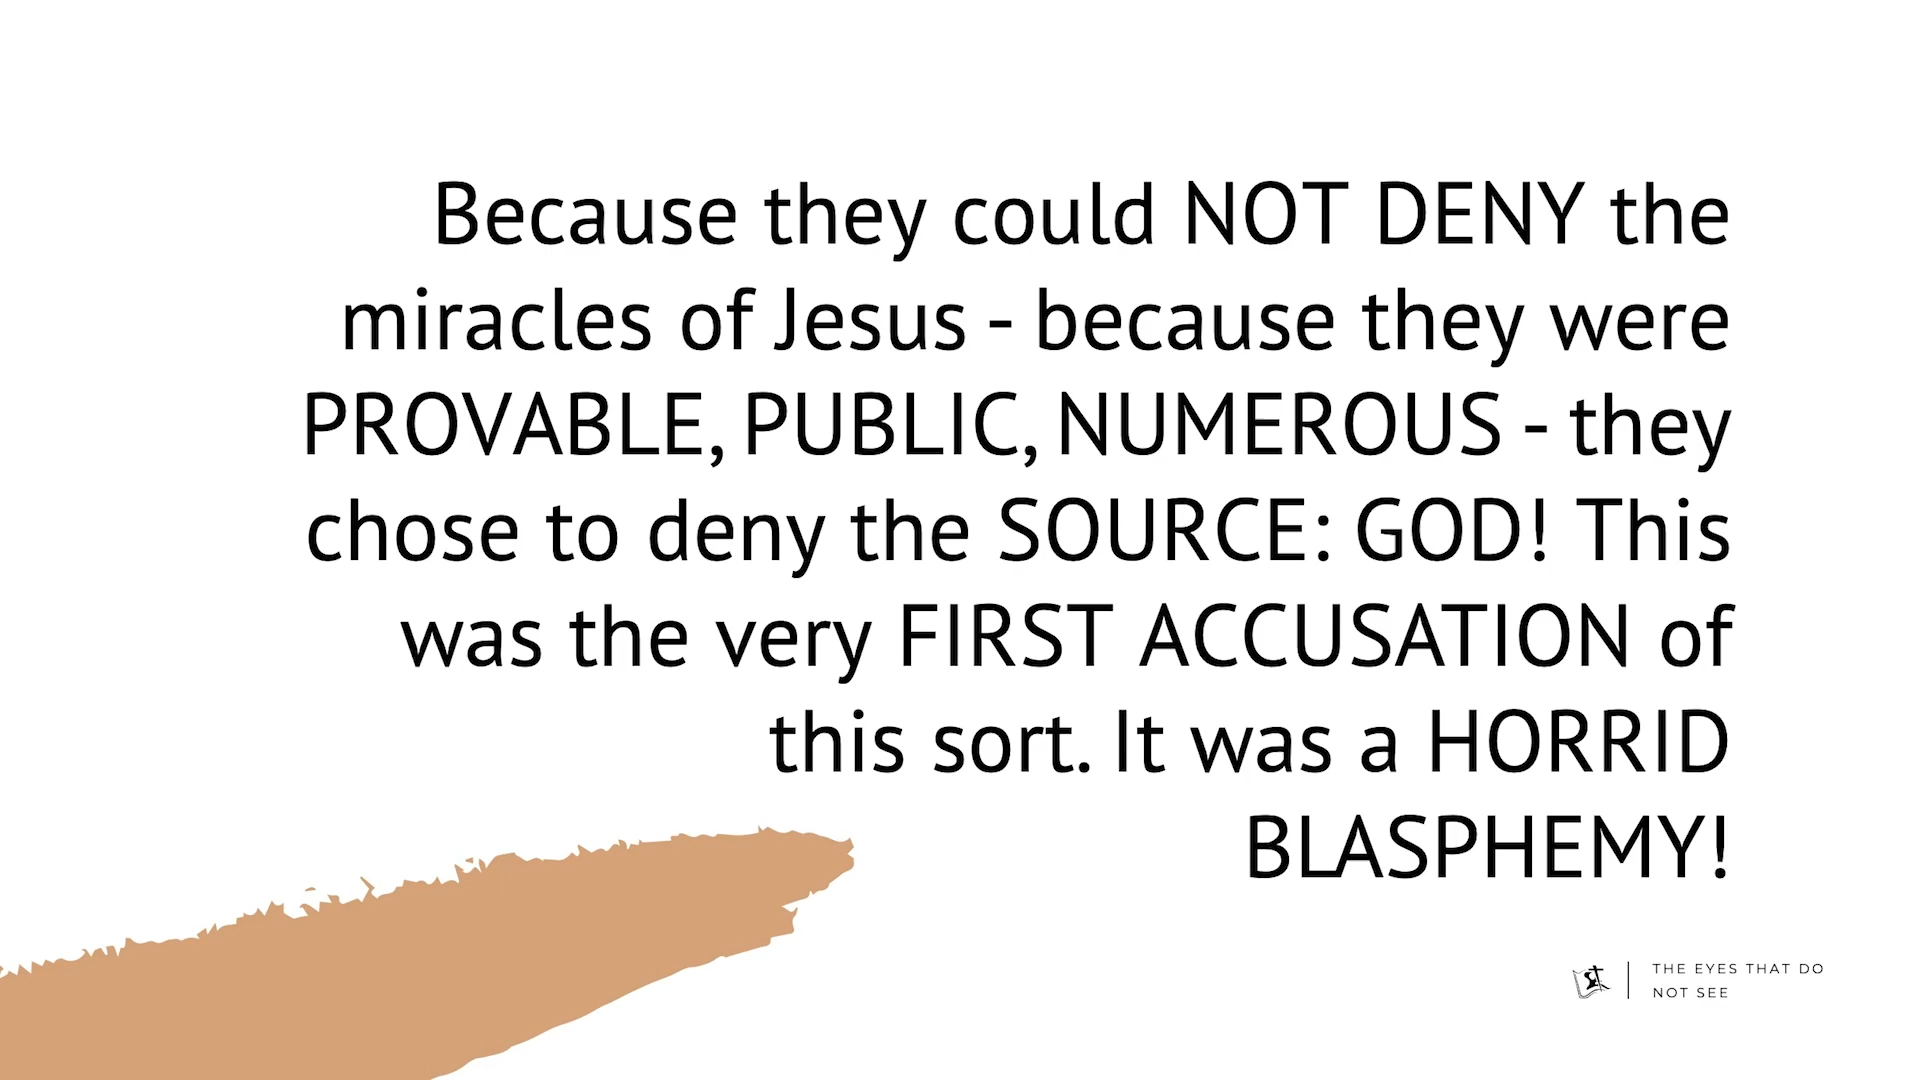 Because they could NOT DENY the
miracles of Jesus - because they were
PROVABLE, PUBLIC, NUMEROUS - they
chose to deny the SOURCE: GOD! This
was the very FIRST ACCUSATION of
this sort. It was a HORRID
BLASPHEMY!
THE EYES THAT DO
NOT SEE